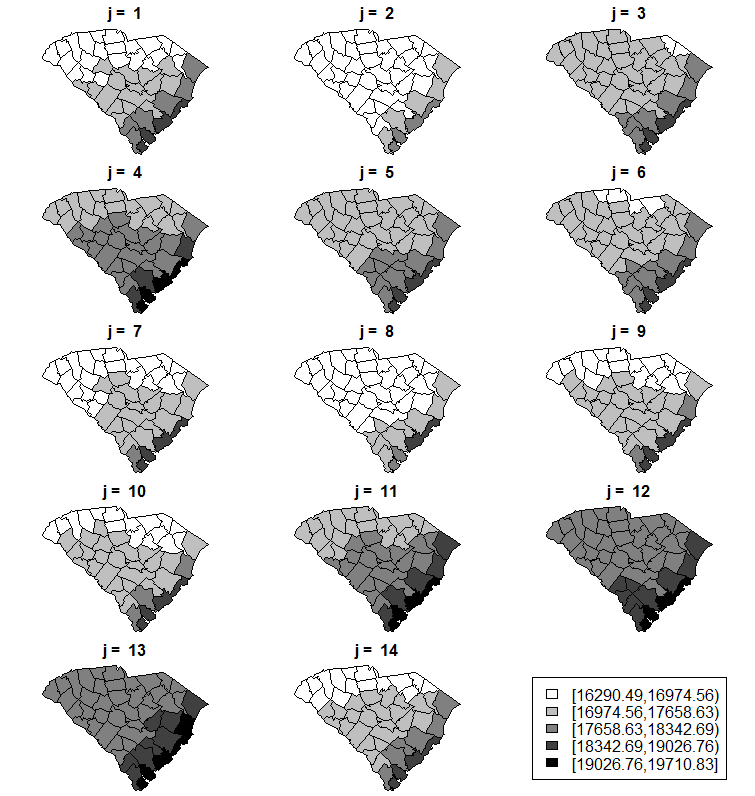 j = 1
j = 2
j = 3
j = 4
j = 5
j = 6
j = 7
j = 8
j = 9
j = 10
j = 11
j = 12
j = 13
j = 14
[16290.49,16974.56)
[16974.56,17658.63)
[17658.63,18342.69)
[18342.69,19026.76)
[19026.76,19710.83]